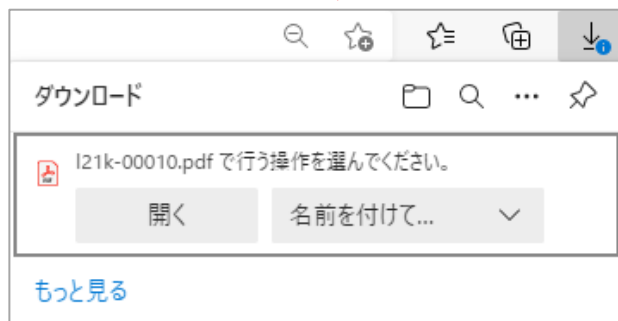 ダウンロード
l21k-00010.pdf で行う操作を選んでください。
開く
名前を付けて...
もっと見る